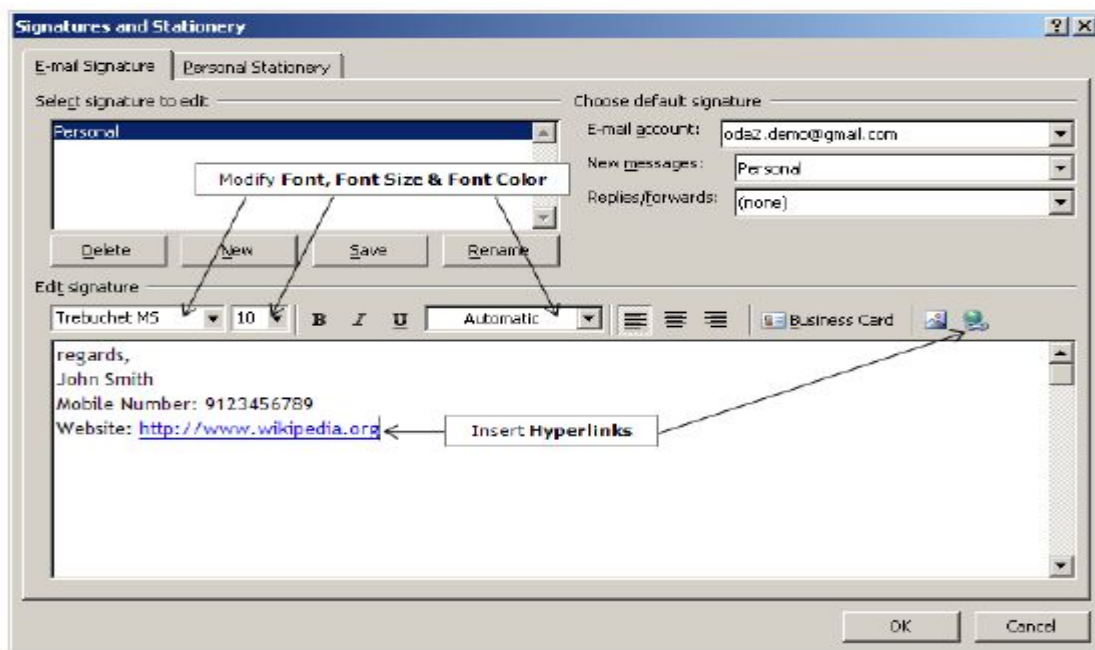 Signatures and Stationery
E-mail Signature
Personal Stationery
Select signature to edit
Personal
Choose default signature
E-mail account:
oda2.demo@gmail.com
New messages:
Personal
Replies/forwards:
(none)
Modify Font, Font Size & Font Color
Delete
New
Save
Rename
Edit signature
Trebuchet MS
10
B
I
U
Automatic
Business Card
regards,
John Smith
Mobile Number: 9123456789
Website: http://www.wikipedia.org
Insert Hyperlinks
OK
Cancel